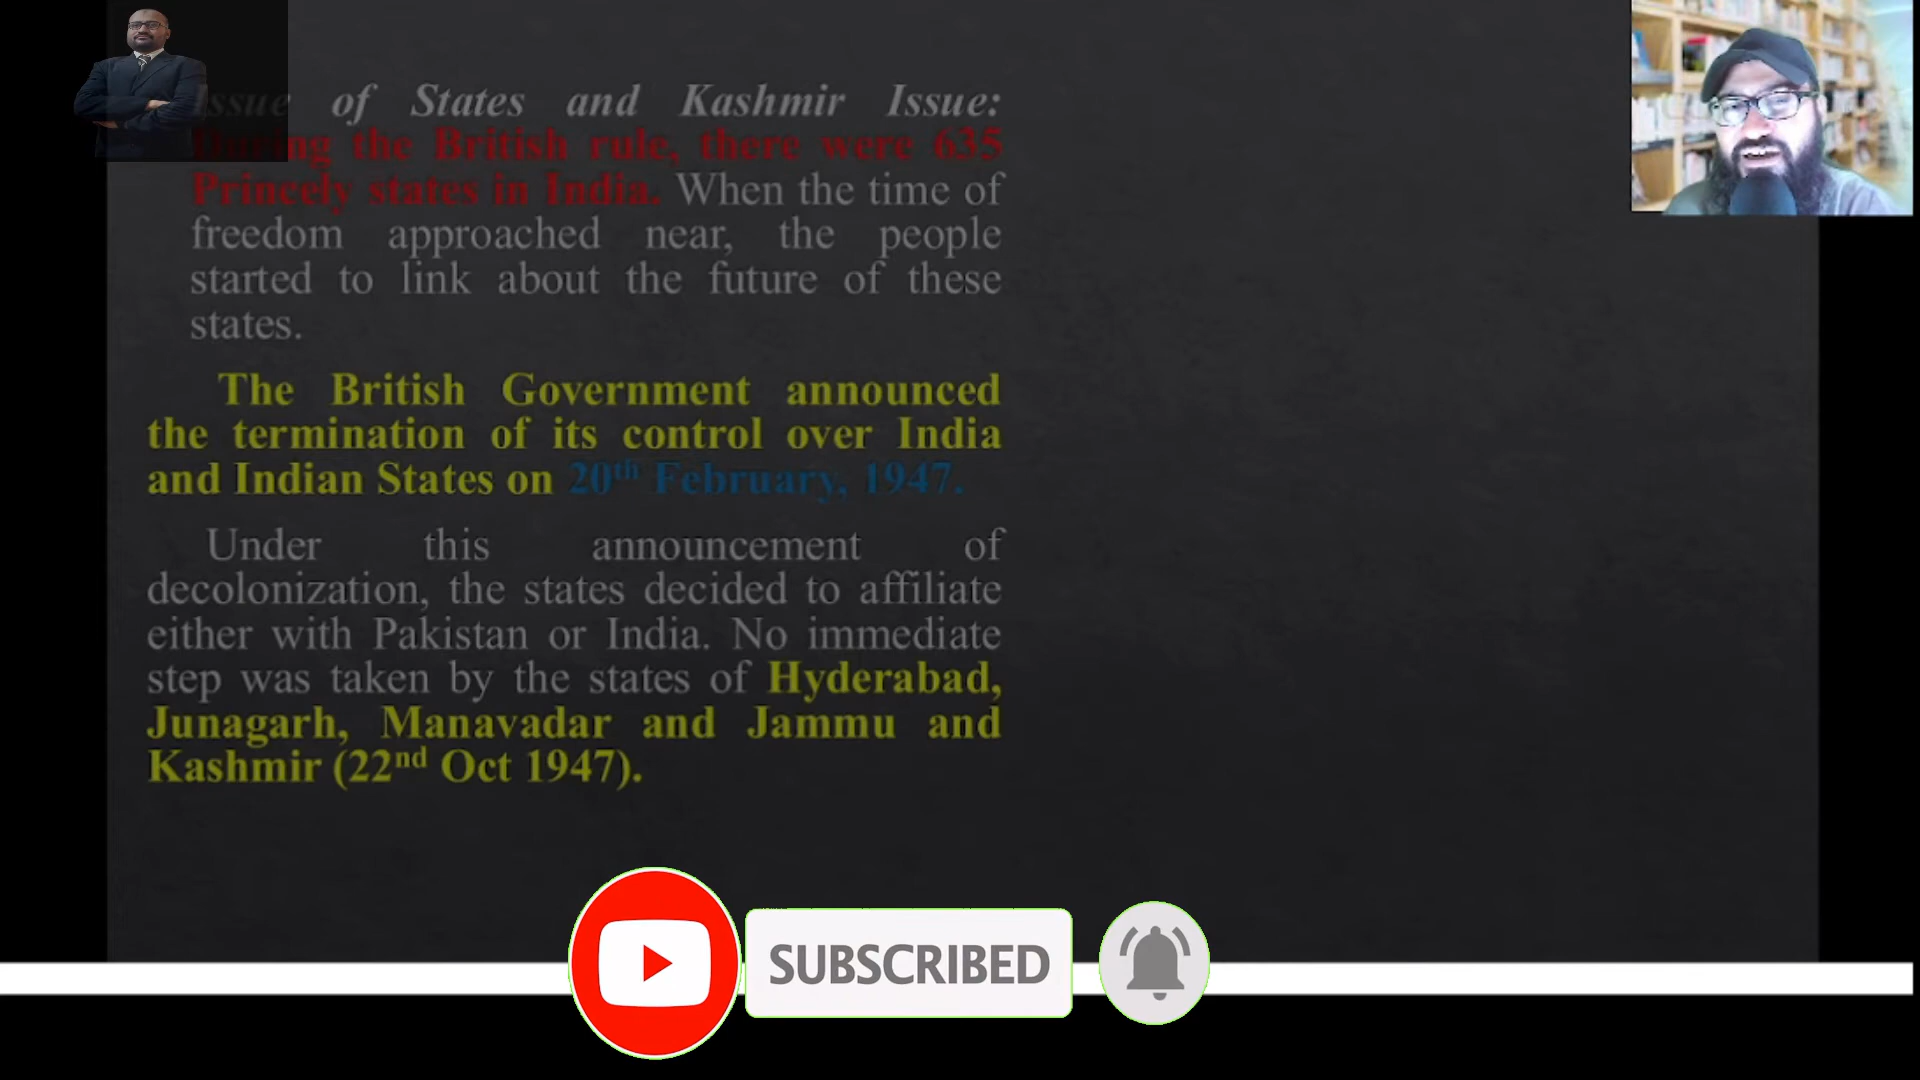 Issue of States and Kashmir Issue:
During the British rule, there were 635
Princely states in India. When the time of
freedom approached near, the people
started to link about the future of these
states.
The British Government announced
the termination of its control over India
and Indian States on 20th February, 1947.
Under this announcement of
decolonization, the states decided to affiliate
either with Pakistan or India. No immediate
step was taken by the states of Hyderabad,
Junagarh, Manavadar and Jammu and
Kashmir (22nd Oct 1947).
SUBSCRIBED